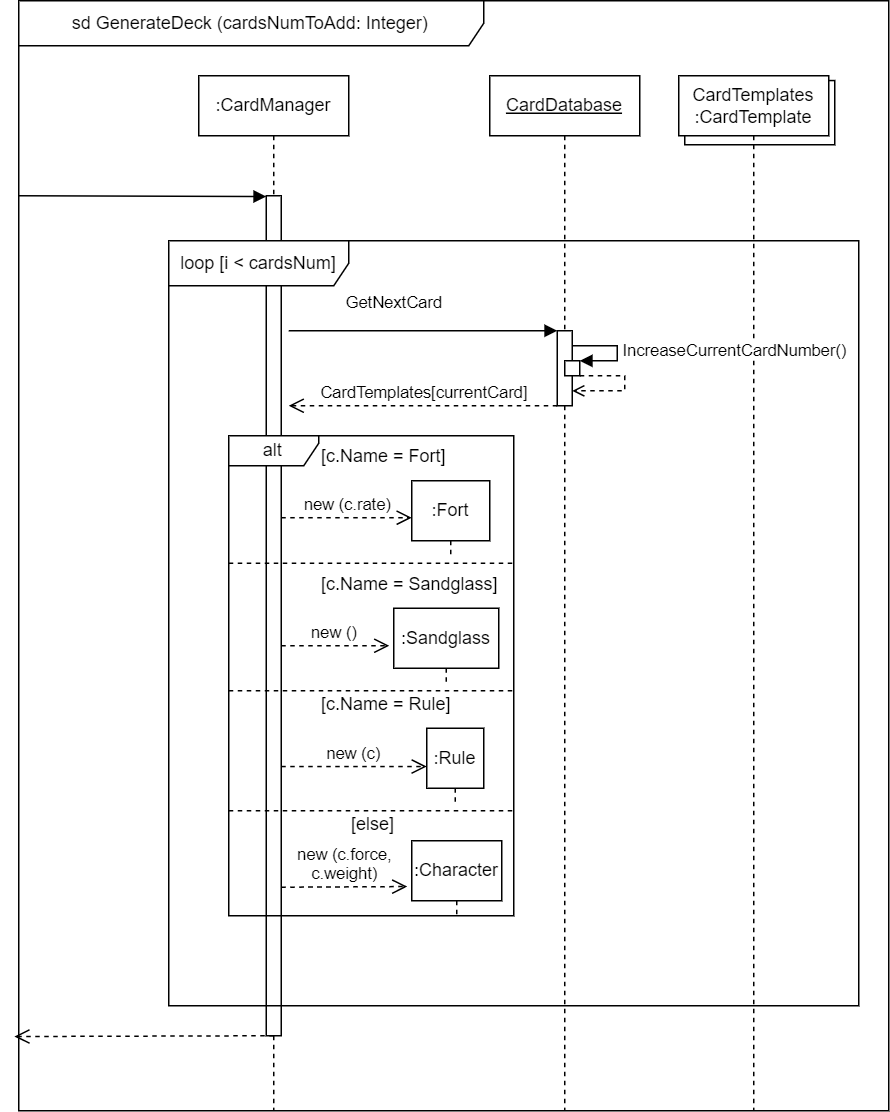 sd GenerateDeck (cardsNumToAdd: Integer)
:CardManager
CardDatabase
CardTemplates
:CardTemplate
loop [i < cardsNum]
GetNextCard
IncreaseCurrentCardNumber()
CardTemplates[currentCard]
alt
[c.Name = Fort]
new (c.rate)
:Fort
[c.Name = Sandglass]
new ()
:Sandglass
[c.Name = Rule]
new (c)
:Rule
[else]
new (c.force,
c.weight)
:Character